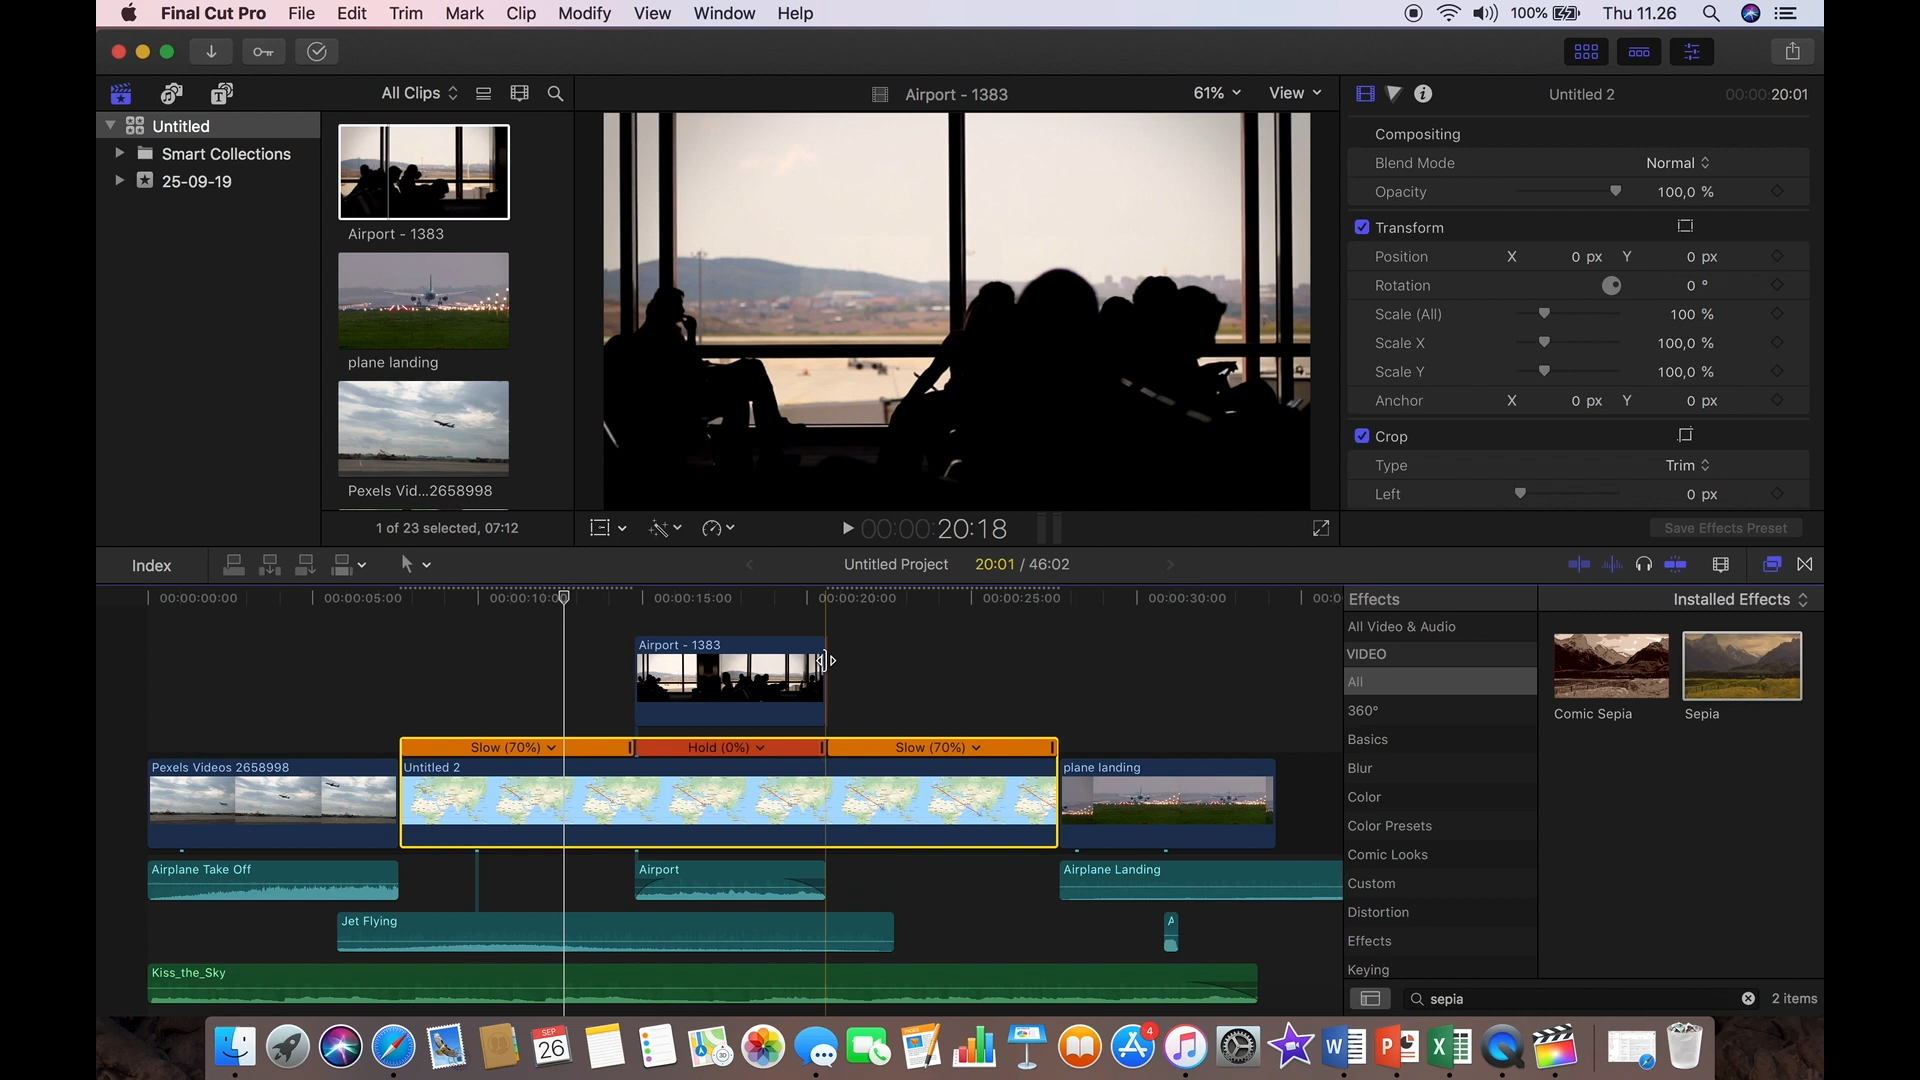 Final Cut Pro File Edit Trim Mark Clip Modify View Window Help 100% Thu 11.26
All Clips
Airport - 1383 61% View
Untitled 2 00:00:20:01
Untitled
Smart Collections
25-09-19
Airport - 1383
plane landing
Pexels Vid...2658998
1 of 23 selected, 07:12
00:00:20:18
Compositing
Blend Mode Normal
Opacity 100,0 %
Transform
Position X 0 px Y 0 px
Rotation 0 °
Scale (All) 100 %
Scale X 100,0 %
Scale Y 100,0 %
Anchor X 0 px Y 0 px
Crop
Type Trim
Left 0 px
Save Effects Preset
Index Untitled Project 20:01 / 46:02
00:00:00:00 00:00:05:00 00:00:10:00 00:00:15:00 00:00:20:00 00:00:25:00 00:00:30:00 00:0
Airport - 1383
Slow (70%) Hold (0%) Slow (70%)
Pexels Videos 2658998 Untitled 2 plane landing
Airplane Take Off Airport Airplane Landing
Jet Flying A
Kiss_the_Sky
Effects Installed Effects
All Video & Audio
VIDEO
All
360°
Basics
Blur
Color
Color Presets
Comic Looks
Custom
Distortion
Effects
Keying
Comic Sepia Sepia
sepia 2 items
SEP
26
4
W P X